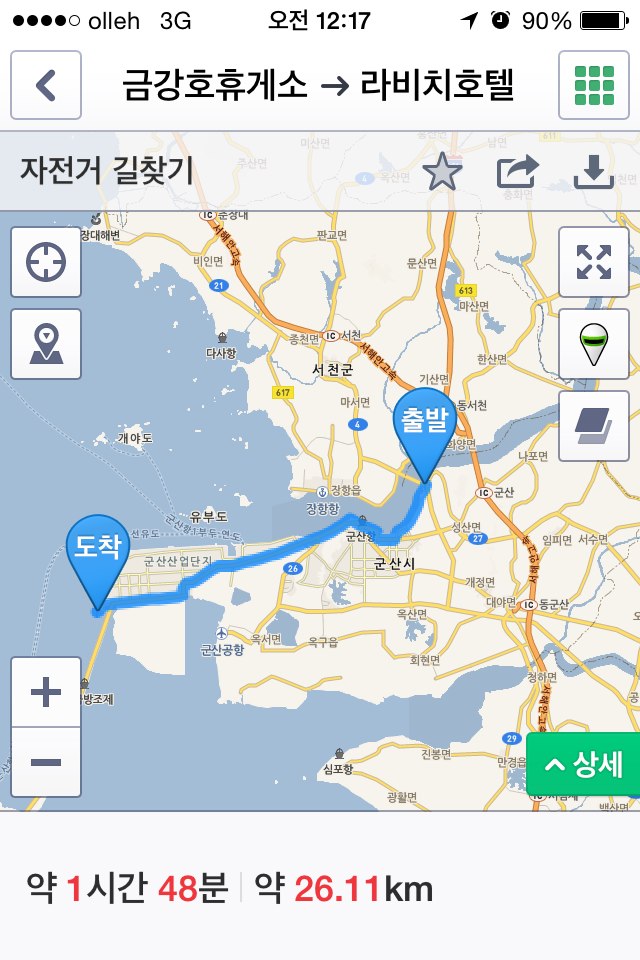 olleh 3G 오전 12:17 90%
금강호휴게소 → 라비치호텔
자전거 길찾기
춘장대
장대해변
판교면
비인면
문산면
21
613
마산면
종천면
IC 서천
다사항
서해안고속
서천군
한산면
기산면
617
마서면
동서천
4
출발
화양면
개야도
나포면
장항읍
IC 군산
장항항
유부도
군산항
성산면
27
임피면 서수면
도착
군산산업단지
26
군산시
개정면
대야면
IC 동군산
옥산면
군산공항
옥서면
옥구읍
회현면
청하면
방조제
29
진봉면
만경읍
심포항
광활면
상세
약 1시간 48분 약 26.11km